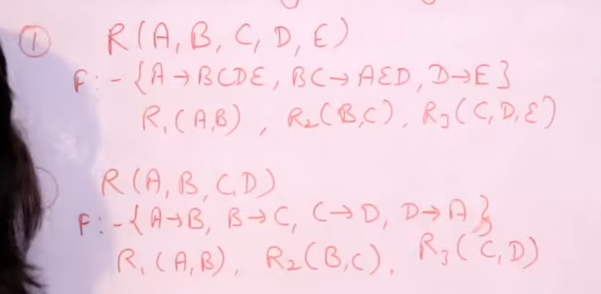 ① R(A, B, C, D, E)
F:- {A→BCDE, BC→AED, D→E}
R₁(A,B), R₂(B,C), R₃(C,D,E)
R(A,B,C,D)
F:- {A→B, B→C, C→D, D→A}
R₁(A,B), R₂(B,C), R₃(C,D)